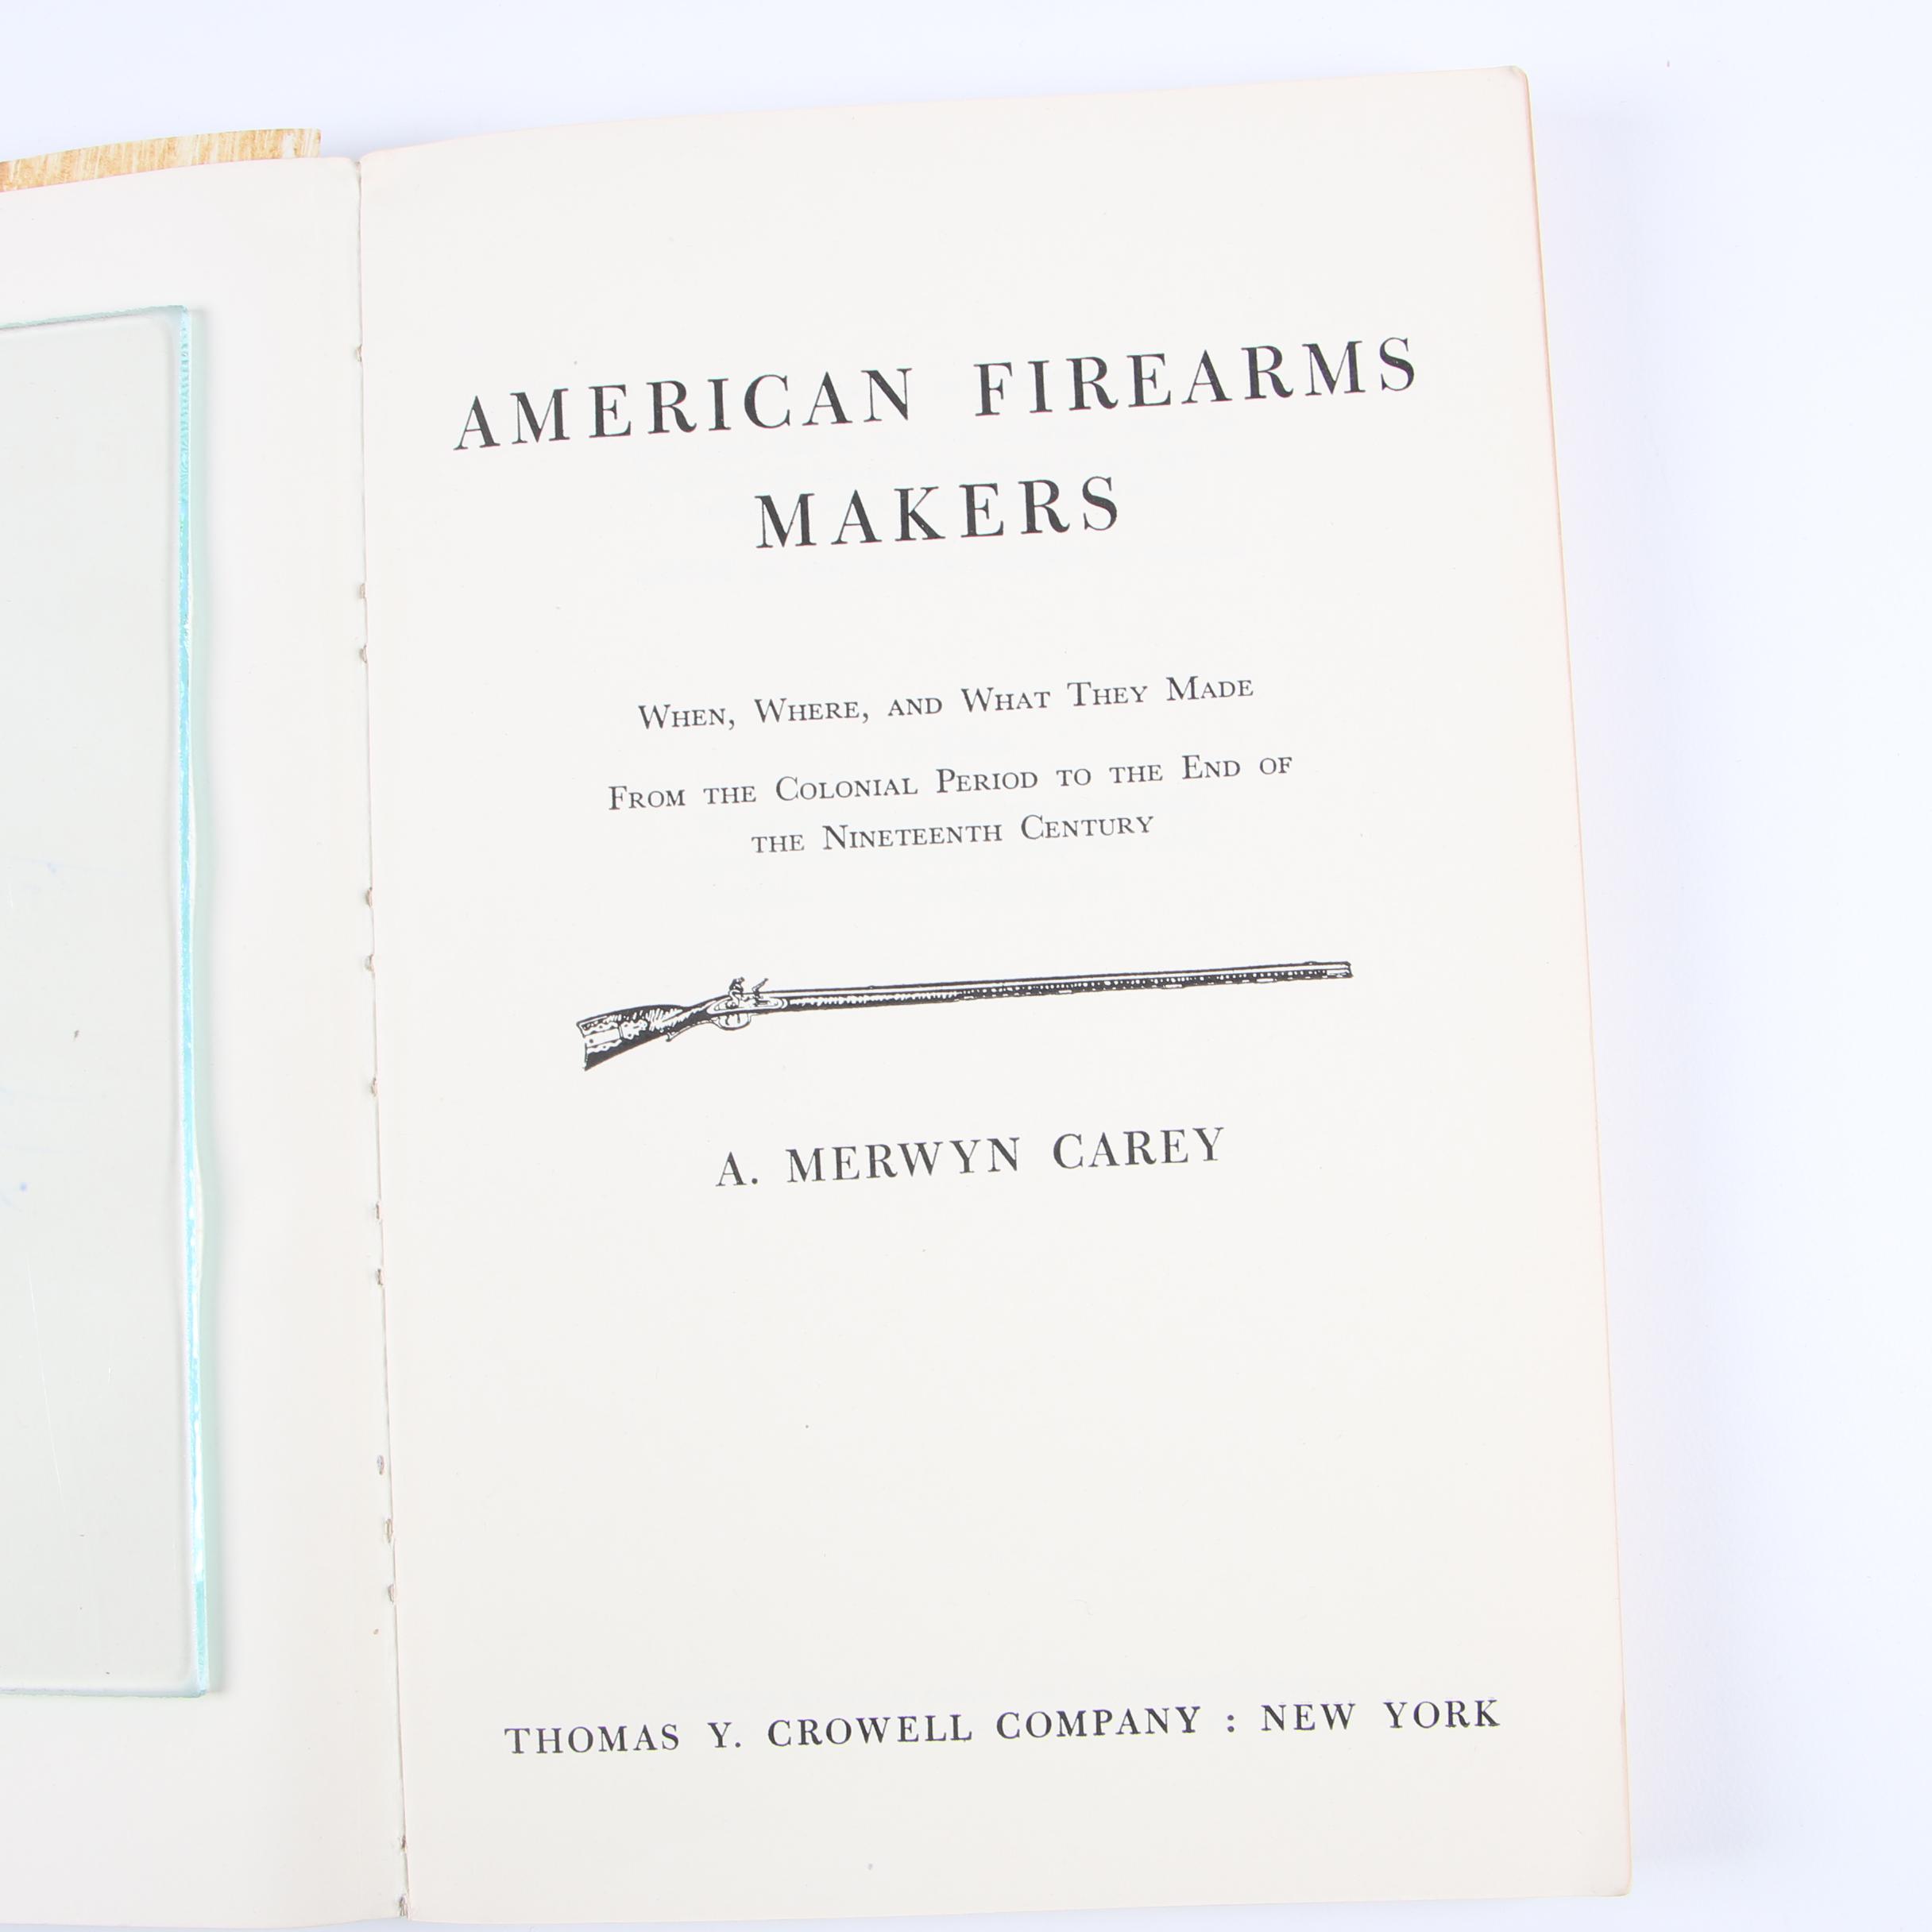 AMERICAN FIREARMS
MAKERS
When, Where, and What They Made
From the Colonial Period to the End of
the Nineteenth Century
A. MERWYN CAREY
THOMAS Y. CROWELL COMPANY : NEW YORK